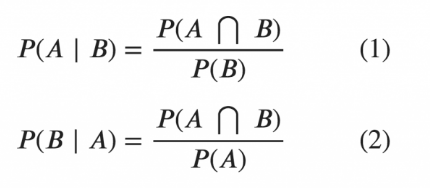 P(A | B) = P(A ⋂ B) / P(B) (1)
P(B | A) = P(A ⋂ B) / P(A) (2)